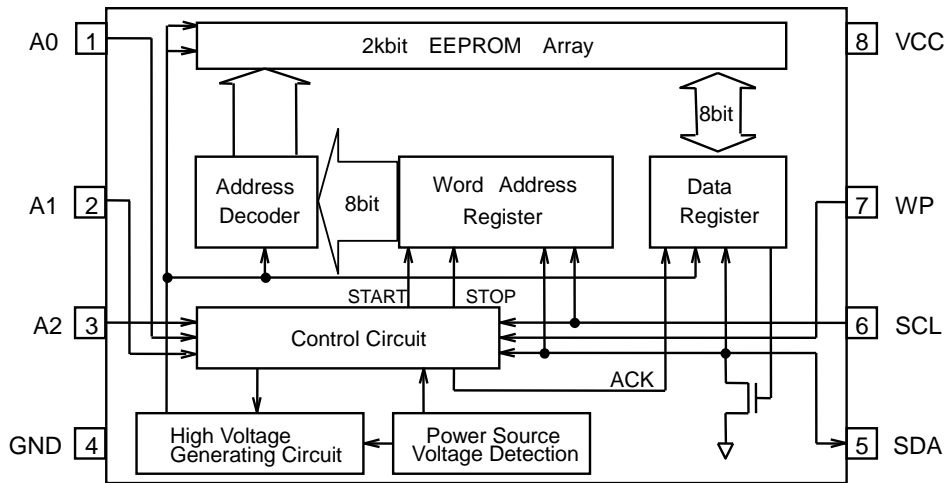 A0 1
2kbit EEPROM Array
8 VCC
8bit
A1 2
Address
Decoder
8bit
Word Address
Register
Data
Register
7 WP
START
STOP
A2 3
Control Circuit
6 SCL
ACK
GND 4
High Voltage
Generating Circuit
Power Source
Voltage Detection
5 SDA